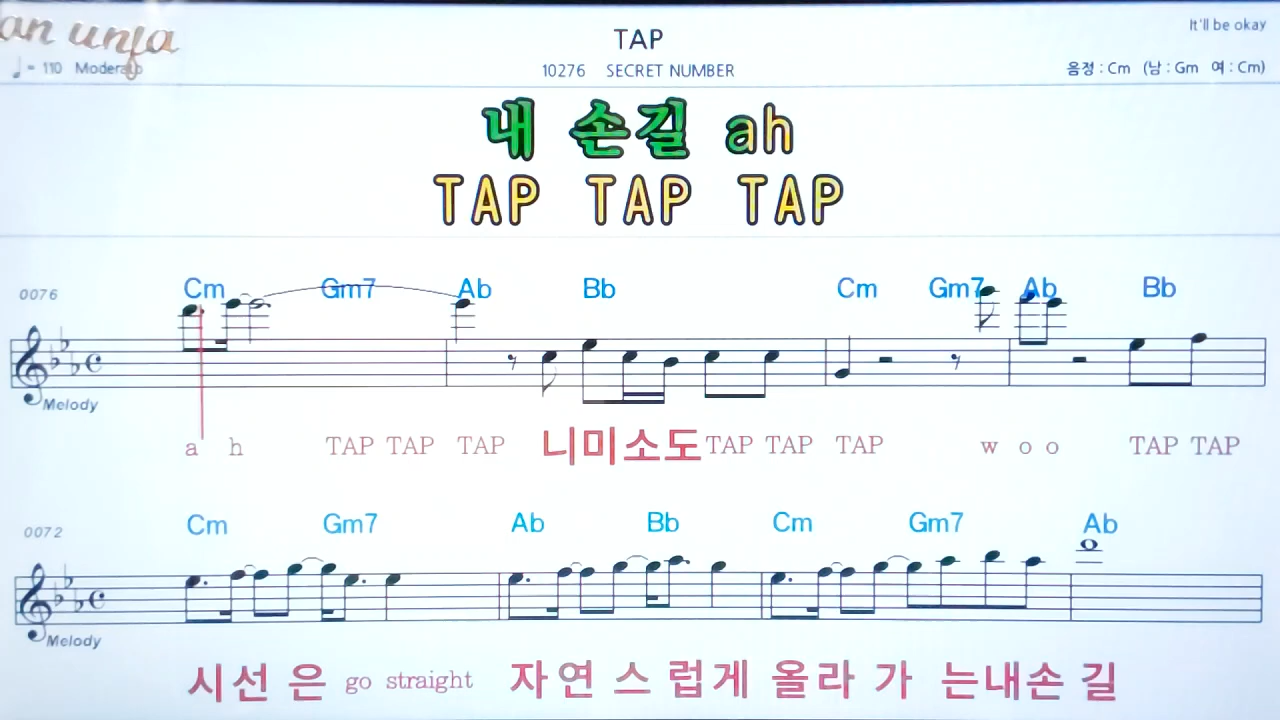 an unfa
TAP
It'll be okay
♩= 110 Moderato
10276 SECRET NUMBER
음정 : Cm (남 : Gm 여 : Cm)
내 손길 ah
TAP TAP TAP
0076 Cm Gm7 Ab Bb Cm Gm7 Ab Bb
Melody
a h TAP TAP TAP 니미소도 TAP TAP TAP w o o TAP TAP
0072 Cm Gm7 Ab Bb Cm Gm7 Ab
Melody
시선 은 go straight 자연 스 럽게 올라 가 는내손 길